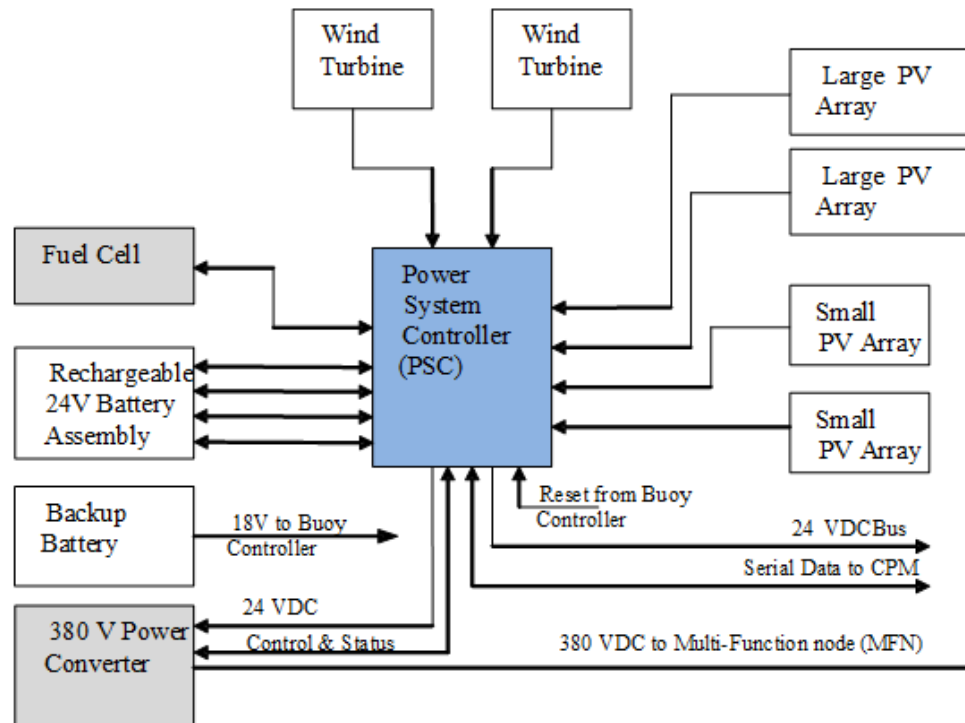 Wind
Turbine
Wind
Turbine
Large PV
Array
Large PV
Array
Fuel Cell
Power
System
Controller
(PSC)
Small
PV Array
Rechargeable
24V Battery
Assembly
Small
PV Array
Backup
Battery
18V to Buoy
Controller
Reset from Buoy
Controller
24 VDCBus
Serial Data to CPM
24 VDC
380 V Power
Converter
Control & Status
380 VDC to Multi-Function node (MFN)